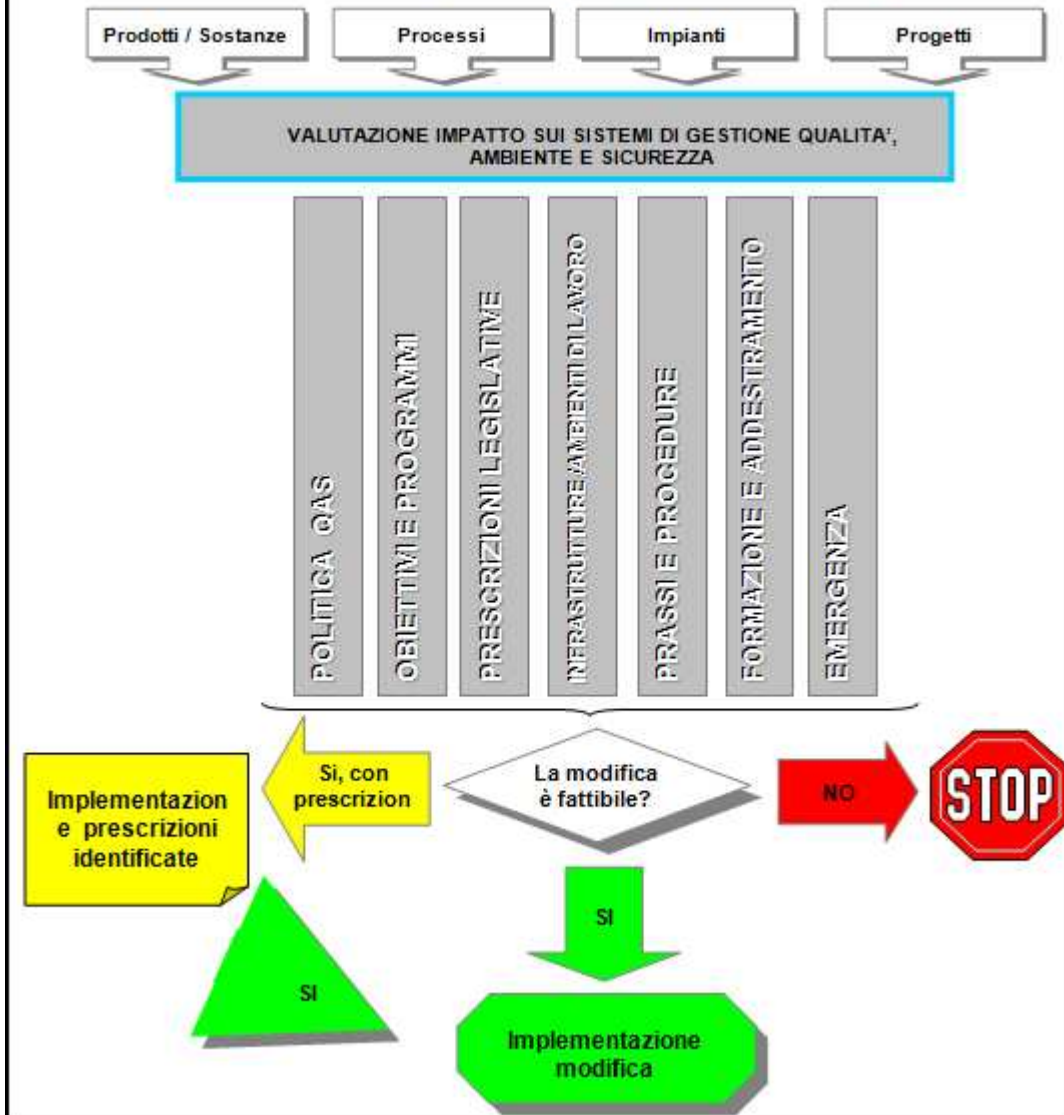 Prodotti / Sostanze
Processi
Impianti
Progetti
VALUTAZIONE IMPATTO SUI SISTEMI DI GESTIONE QUALITA',
AMBIENTE E SICUREZZA
POLITICA QAS
OBIETTIVI E PROGRAMMI
PRESCRIZIONI LEGISLATIVE
INFRASTRUTTURE/AMBIENTI DI LAVORO
PRASSI E PROCEDURE
FORMAZIONE E ADDESTRAMENTO
EMERGENZA
Implementazion
e prescrizioni
identificate
Si, con
prescrizion
La modifica
è fattibile?
NO
STOP
SI
SI
Implementazione
modifica